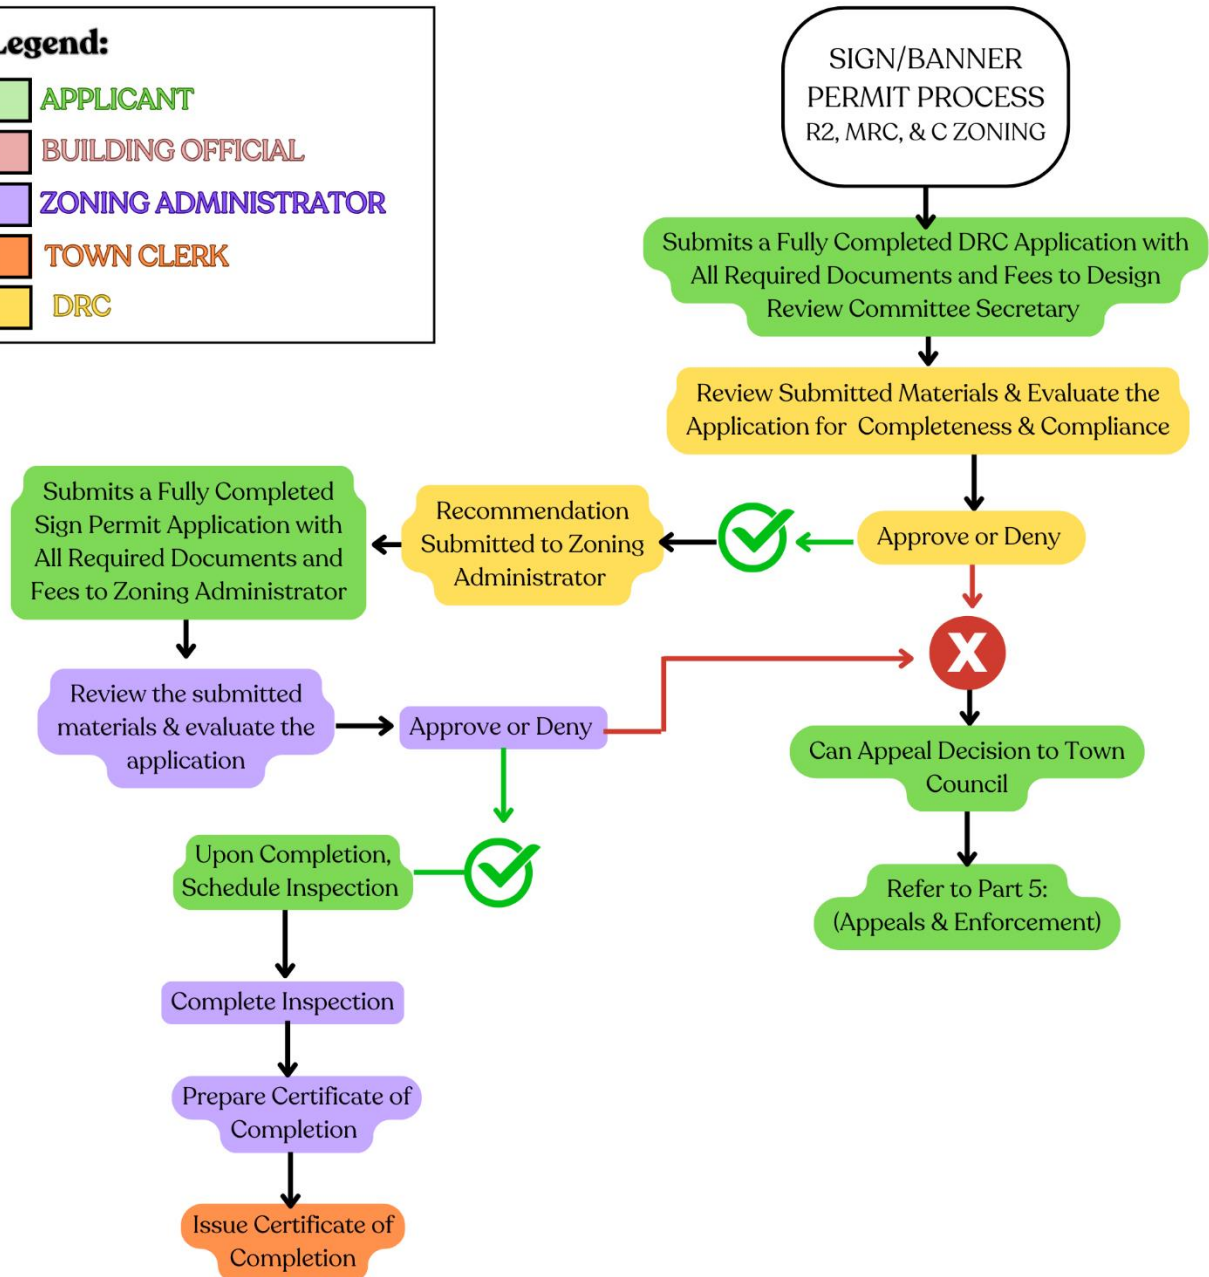 Legend:
APPLICANT
BUILDING OFFICIAL
ZONING ADMINISTRATOR
TOWN CLERK
DRC
SIGN/BANNER
PERMIT PROCESS
R2, MRC, & C ZONING
Submits a Fully Completed DRC Application with
All Required Documents and Fees to Design
Review Committee Secretary
Review Submitted Materials & Evaluate the
Application for Completeness & Compliance
Approve or Deny
Recommendation
Submitted to Zoning
Administrator
Submits a Fully Completed
Sign Permit Application with
All Required Documents and
Fees to Zoning Administrator
Review the submitted
materials & evaluate the
application
Approve or Deny
X
Can Appeal Decision to Town
Council
Refer to Part 5:
(Appeals & Enforcement)
Upon Completion,
Schedule Inspection
Complete Inspection
Prepare Certificate of
Completion
Issue Certificate of
Completion